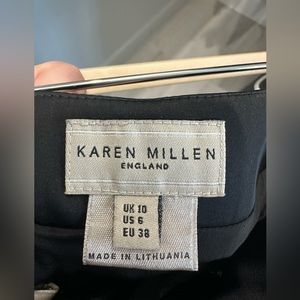 KAREN MILLEN
ENGLAND
UK 10
US 6
EU 38
MADE IN LITHUANIA